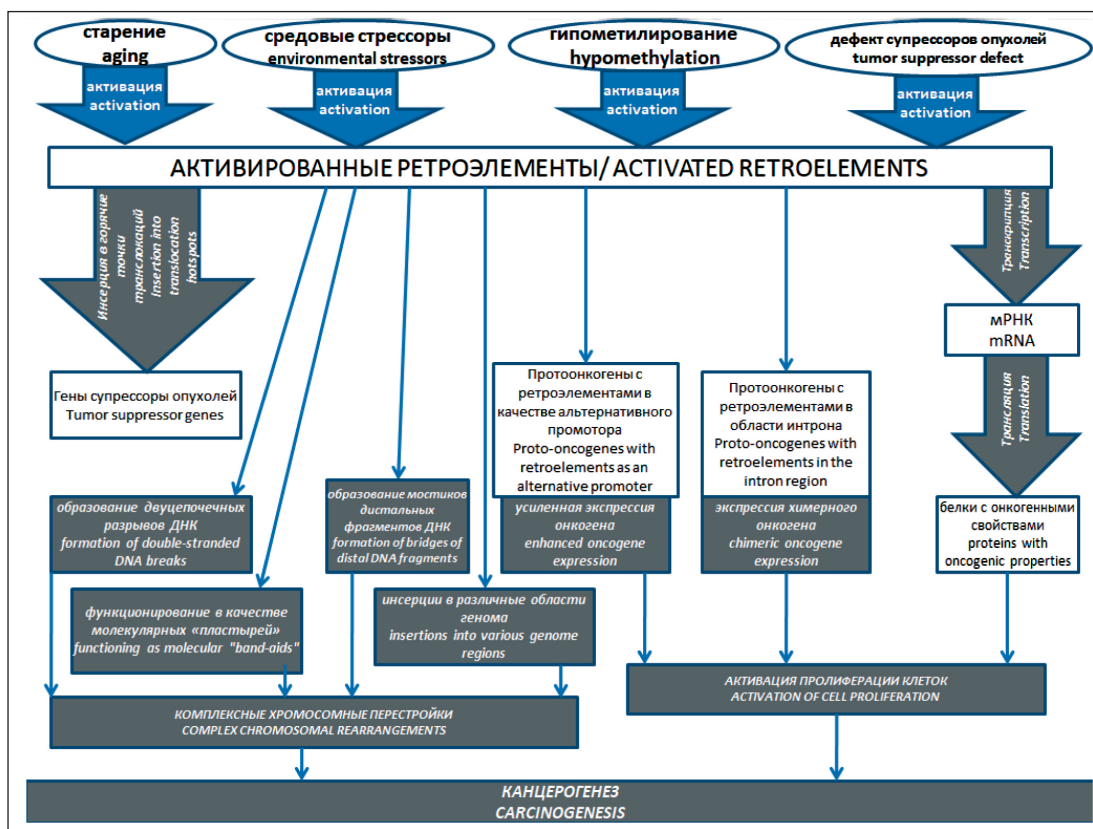 старение
aging
средовые стрессоры
environmental stressors
гипометилирование
hypomethylation
дефект супрессоров опухолей
tumor suppressor defect
активация
activation
активация
activation
активация
activation
активация
activation
АКТИВИРОВАННЫЕ РЕТРОЭЛЕМЕНТЫ/ ACTIVATED RETROELEMENTS
Инсерция в горячие
точки
транслокаций
Insertion into
translocation
hotspots
Транскрипция
Transcription
мРНК
mRNA
Гены супрессоры опухолей
Tumor suppressor genes
Протоонкогены с
ретроэлементами в
качестве альтернативного
промотора
Proto-oncogenes with
retroelements as an
alternative promoter
Протоонкогены с
ретроэлементами в
области интрона
Proto-oncogenes with
retroelements in the
intron region
Трансляция
Translation
образование двуцепочечных
разрывов ДНК
formation of double-stranded
DNA breaks
образование мостиков
дистальных
фрагментов ДНК
formation of bridges of
distal DNA fragments
усиленная экспрессия
онкогена
enhanced oncogene
expression
экспрессия химерного
онкогена
chimeric oncogene
expression
белки с онкогенными
свойствами
proteins with
oncogenic properties
функционирование в качестве
молекулярных «пластырей»
functioning as molecular "band-aids"
инсерции в различные области
генома
insertions into various genome
regions
АКТИВАЦИЯ ПРОЛИФЕРАЦИИ КЛЕТОК
ACTIVATION OF CELL PROLIFERATION
КОМПЛЕКСНЫЕ ХРОМОСОМНЫЕ ПЕРЕСТРОЙКИ
COMPLEX CHROMOSOMAL REARRANGEMENTS
КАНЦЕРОГЕНЕЗ
CARCINOGENESIS